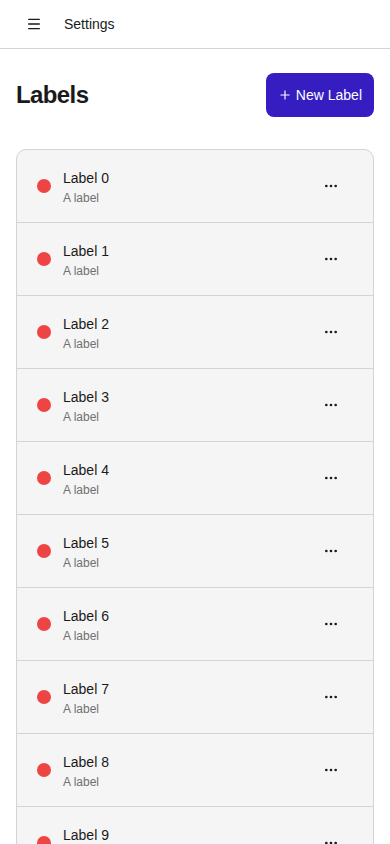 Settings
Labels
New Label
Label 0
A label
Label 1
A label
Label 2
A label
Label 3
A label
Label 4
A label
Label 5
A label
Label 6
A label
Label 7
A label
Label 8
A label
Label 9